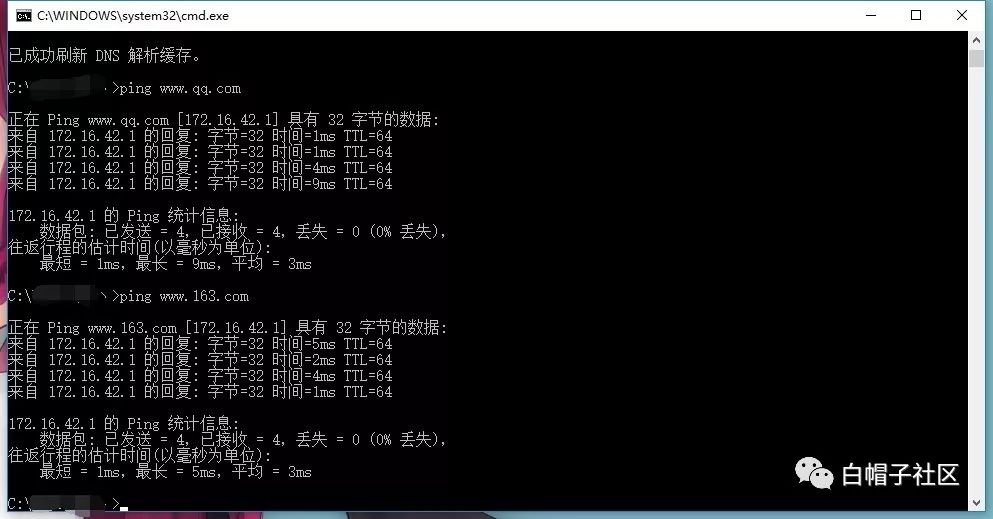 C:\WINDOWS\system32\cmd.exe
已成功刷新 DNS 解析缓存。
C:\ >ping www.qq.com
正在 Ping www.qq.com [172.16.42.1] 具有 32 字节的数据:
来自 172.16.42.1 的回复: 字节=32 时间=1ms TTL=64
来自 172.16.42.1 的回复: 字节=32 时间=1ms TTL=64
来自 172.16.42.1 的回复: 字节=32 时间=4ms TTL=64
来自 172.16.42.1 的回复: 字节=32 时间=9ms TTL=64
172.16.42.1 的 Ping 统计信息:
数据包: 已发送 = 4，已接收 = 4，丢失 = 0 (0% 丢失)，
往返行程的估计时间(以毫秒为单位):
最短 = 1ms，最长 = 9ms，平均 = 3ms
C:\ >ping www.163.com
正在 Ping www.163.com [172.16.42.1] 具有 32 字节的数据:
来自 172.16.42.1 的回复: 字节=32 时间=5ms TTL=64
来自 172.16.42.1 的回复: 字节=32 时间=2ms TTL=64
来自 172.16.42.1 的回复: 字节=32 时间=4ms TTL=64
来自 172.16.42.1 的回复: 字节=32 时间=1ms TTL=64
172.16.42.1 的 Ping 统计信息:
数据包: 已发送 = 4，已接收 = 4，丢失 = 0 (0% 丢失)，
往返行程的估计时间(以毫秒为单位):
最短 = 1ms，最长 = 5ms，平均 = 3ms
C:\ >
白帽子社区